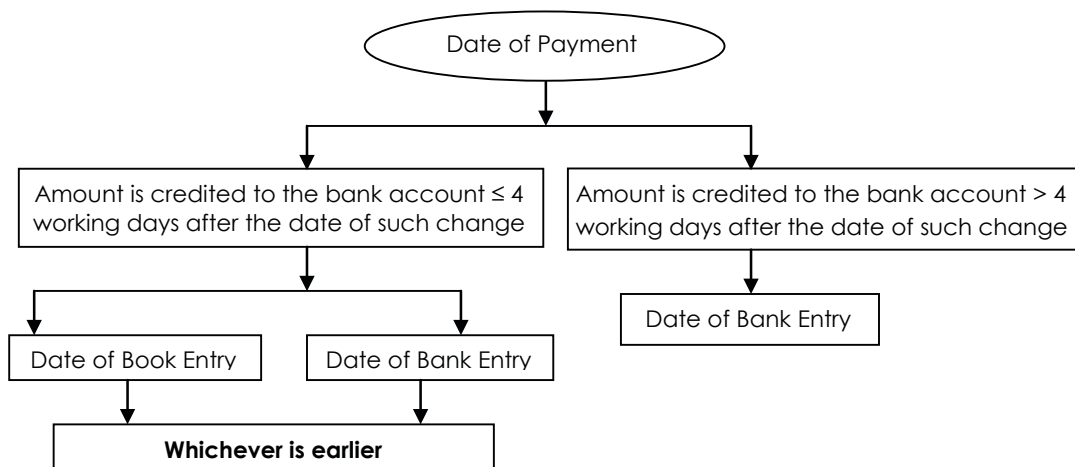 Date of Payment
Amount is credited to the bank account ≤ 4
working days after the date of such change
Amount is credited to the bank account > 4
working days after the date of such change
Date of Bank Entry
Date of Book Entry
Date of Bank Entry
Whichever is earlier